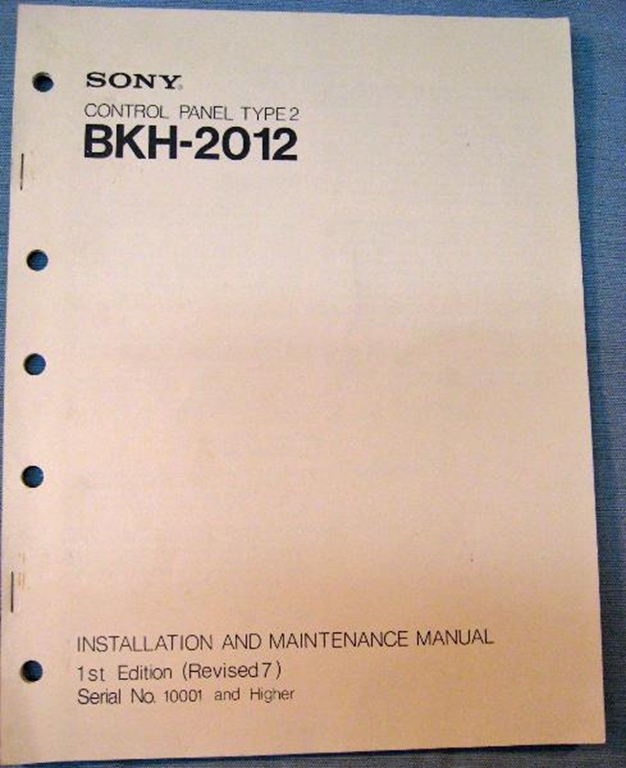 SONY.
CONTROL PANEL TYPE 2
BKH-2012
INSTALLATION AND MAINTENANCE MANUAL
1st Edition (Revised 7)
Serial No. 10001 and Higher